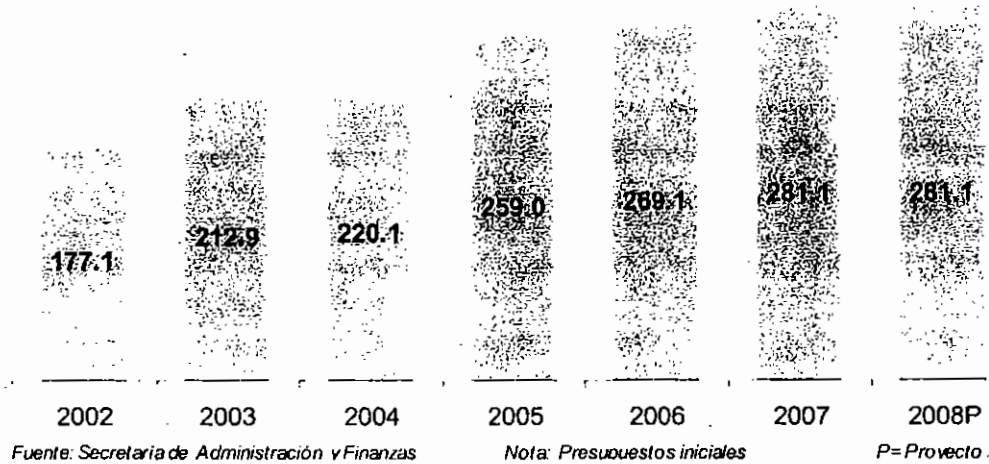 177.1 212.9 220.1 259.0 269.1 281.1 281.1
2002 2003 2004 2005 2006 2007 2008P
Fuente: Secretaria de Administración y Finanzas Nota: Presupuestos iniciales P= Proyecto